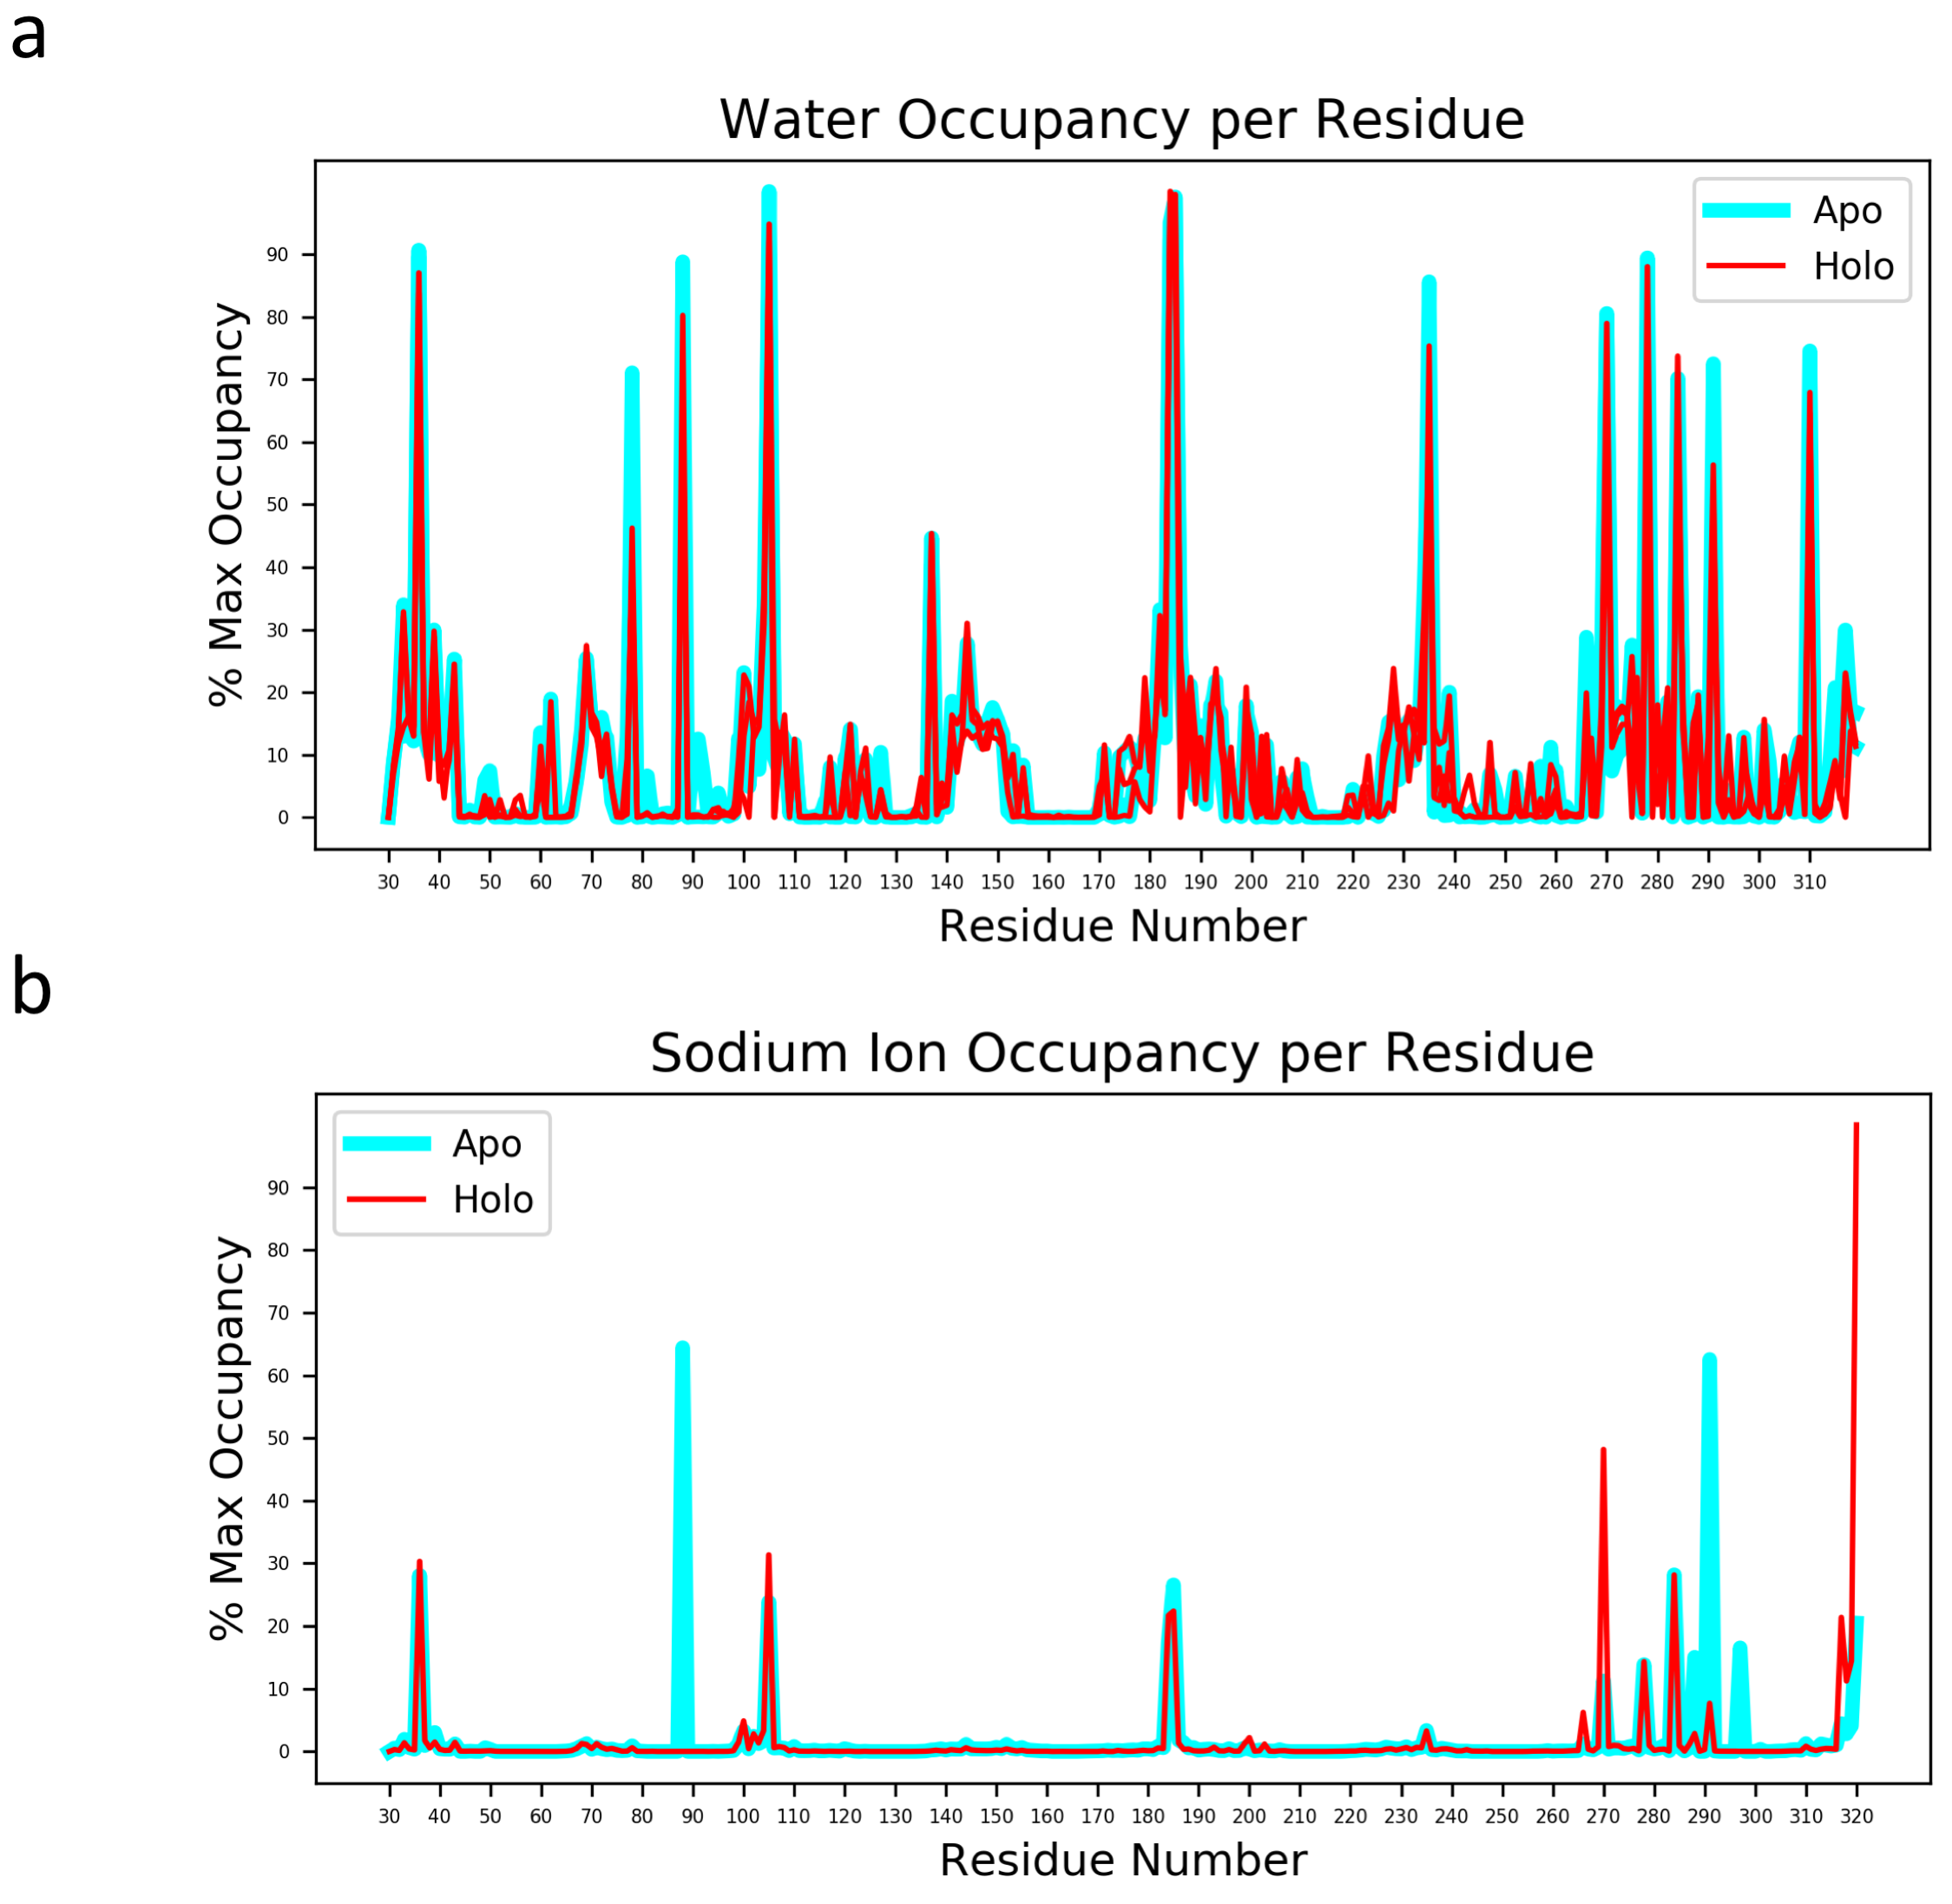 a
Water Occupancy per Residue
Apo
Holo
% Max Occupancy
90
80
70
60
50
40
30
20
10
0
30 40 50 60 70 80 90 100 110 120 130 140 150 160 170 180 190 200 210 220 230 240 250 260 270 280 290 300 310
Residue Number
b
Sodium Ion Occupancy per Residue
Apo
Holo
% Max Occupancy
90
80
70
60
50
40
30
20
10
0
30 40 50 60 70 80 90 100 110 120 130 140 150 160 170 180 190 200 210 220 230 240 250 260 270 280 290 300 310 320
Residue Number